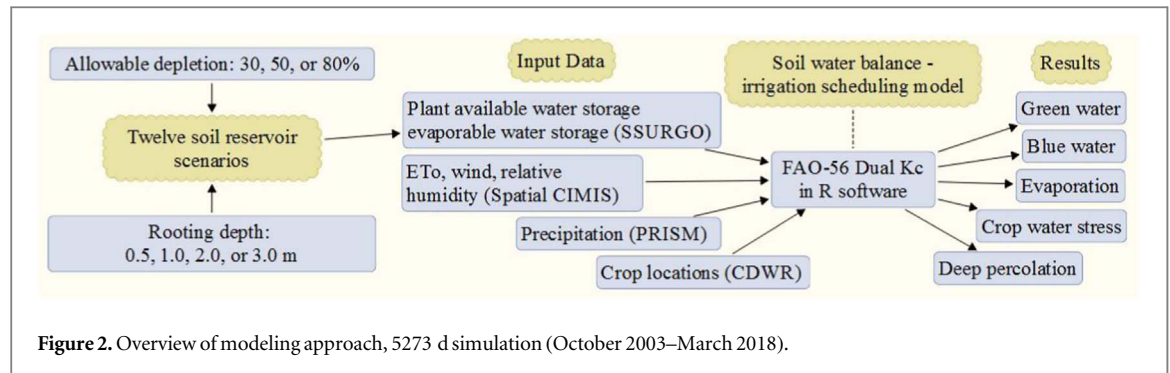 Allowable depletion: 30, 50, or 80%
Twelve soil reservoir
scenarios
Rooting depth:
0.5, 1.0, 2.0, or 3.0 m
Input Data
Plant available water storage
evaporable water storage (SSURGO)
ETo, wind, relative
humidity (Spatial CIMIS)
Precipitation (PRISM)
Crop locations (CDWR)
Soil water balance -
irrigation scheduling model
FAO-56 Dual Kc
in R software
Results
Green water
Blue water
Evaporation
Crop water stress
Deep percolation
Figure 2. Overview of modeling approach, 5273 d simulation (October 2003–March 2018).